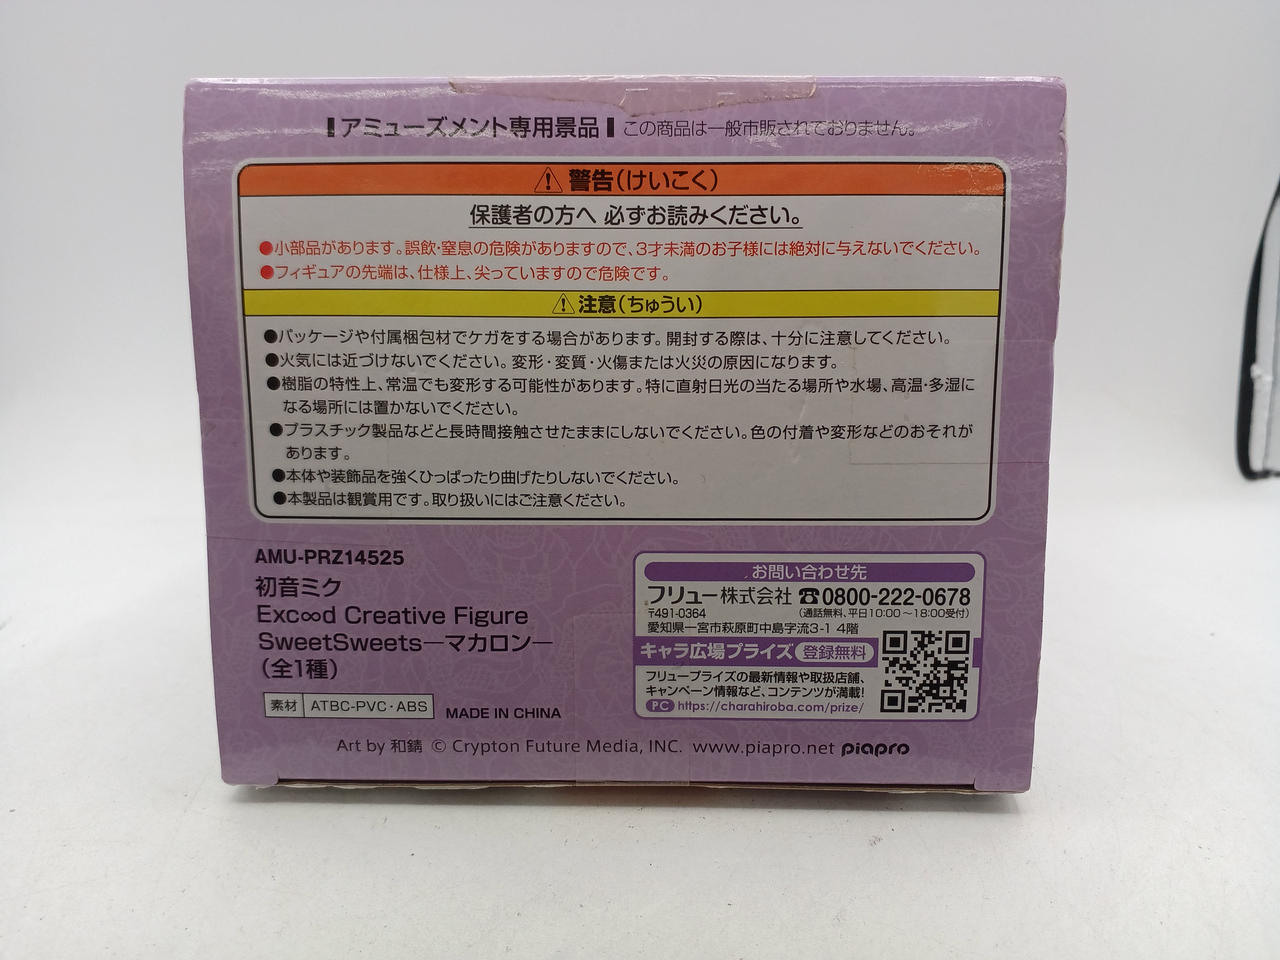 アミューズメント専用景品 この商品は一般市販されておりません。
警告(けいこく)
保護者の方へ 必ずお読みください。
●小部品があります。誤飲・窒息の危険がありますので、3才未満のお子様には絶対に与えないでください。
●フィギュアの先端は、仕様上、尖っていますので危険です。
注意(ちゅうい)
●パッケージや付属梱包材でケガをする場合があります。開封する際は、十分に注意してください。
●火気には近づけないでください。変形・変質・火傷または火災の原因になります。
●樹脂の特性上、常温でも変形する可能性があります。特に直射日光の当たる場所や水場、高温・多湿に
なる場所には置かないでください。
●プラスチック製品などと長時間接触させたままにしないでください。色の付着や変形などのおそれが
あります。
●本体や装飾品を強くひっぱったり曲げたりしないでください。
●本製品は観賞用です。取り扱いにはご注意ください。
AMU-PRZ14525
初音ミク
Exc∞d Creative Figure
SweetSweets―マカロン―
(全1種)
素材 ATBC-PVC・ABS MADE IN CHINA
お問い合わせ先
フリュー株式会社 ☎0800-222-0678
〒491-0364 (通話無料、平日10:00~18:00受付)
愛知県一宮市萩原町中島字流3-1 4階
キャラ広場プライズ 登録無料
フリュープライズの最新情報や取扱店舗、
キャンペーン情報など、コンテンツが満載!
PC https://charahiroba.com/prize/
Art by 和錆 © Crypton Future Media, INC. www.piapro.net piapro